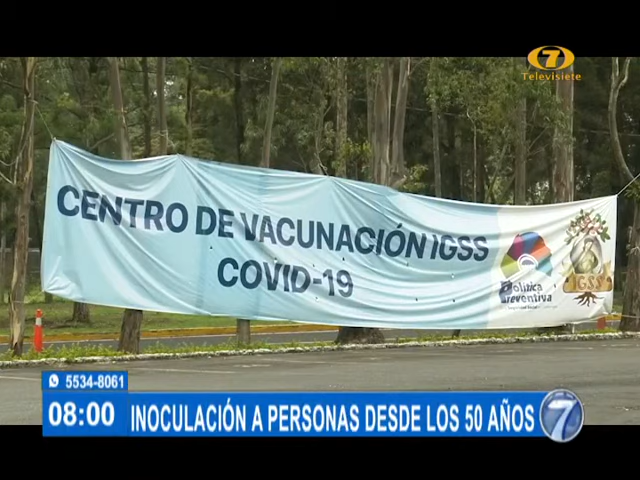 7
Televisiete
CENTRO DE VACUNACIÓN IGSS
COVID-19
Política
Preventiva
IGSS
5534-8061
08:00
INOCULACIÓN A PERSONAS DESDE LOS 50 AÑOS
7